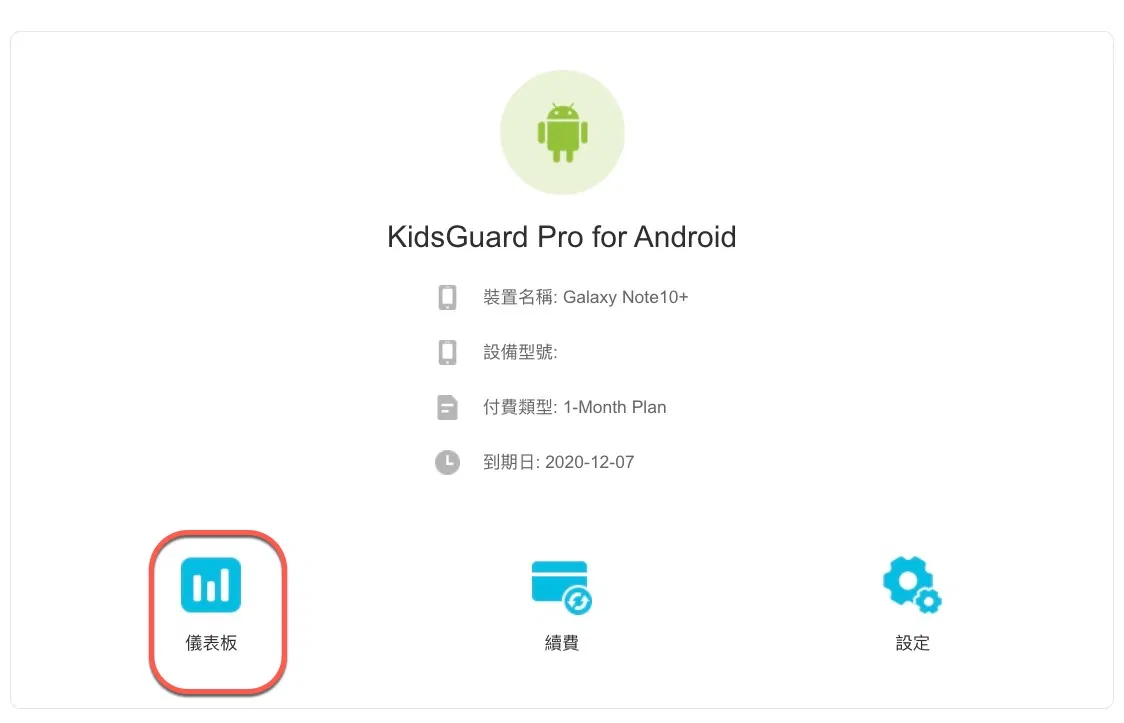 KidsGuard Pro for Android
裝置名稱: Galaxy Note10+
設備型號:
付費類型: 1-Month Plan
到期日: 2020-12-07
儀表板
續費
設定